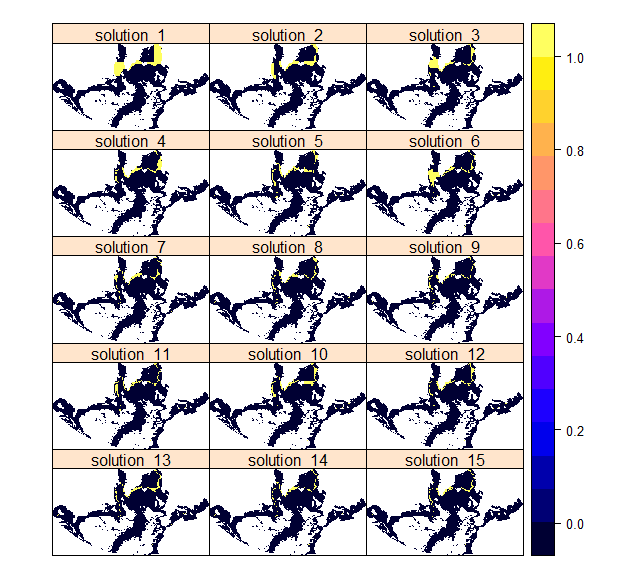 solution_1 solution_2 solution_3
solution_4 solution_5 solution_6
solution_7 solution_8 solution_9
solution_11 solution_10 solution_12
solution_13 solution_14 solution_15
1.0
0.8
0.6
0.4
0.2
0.0